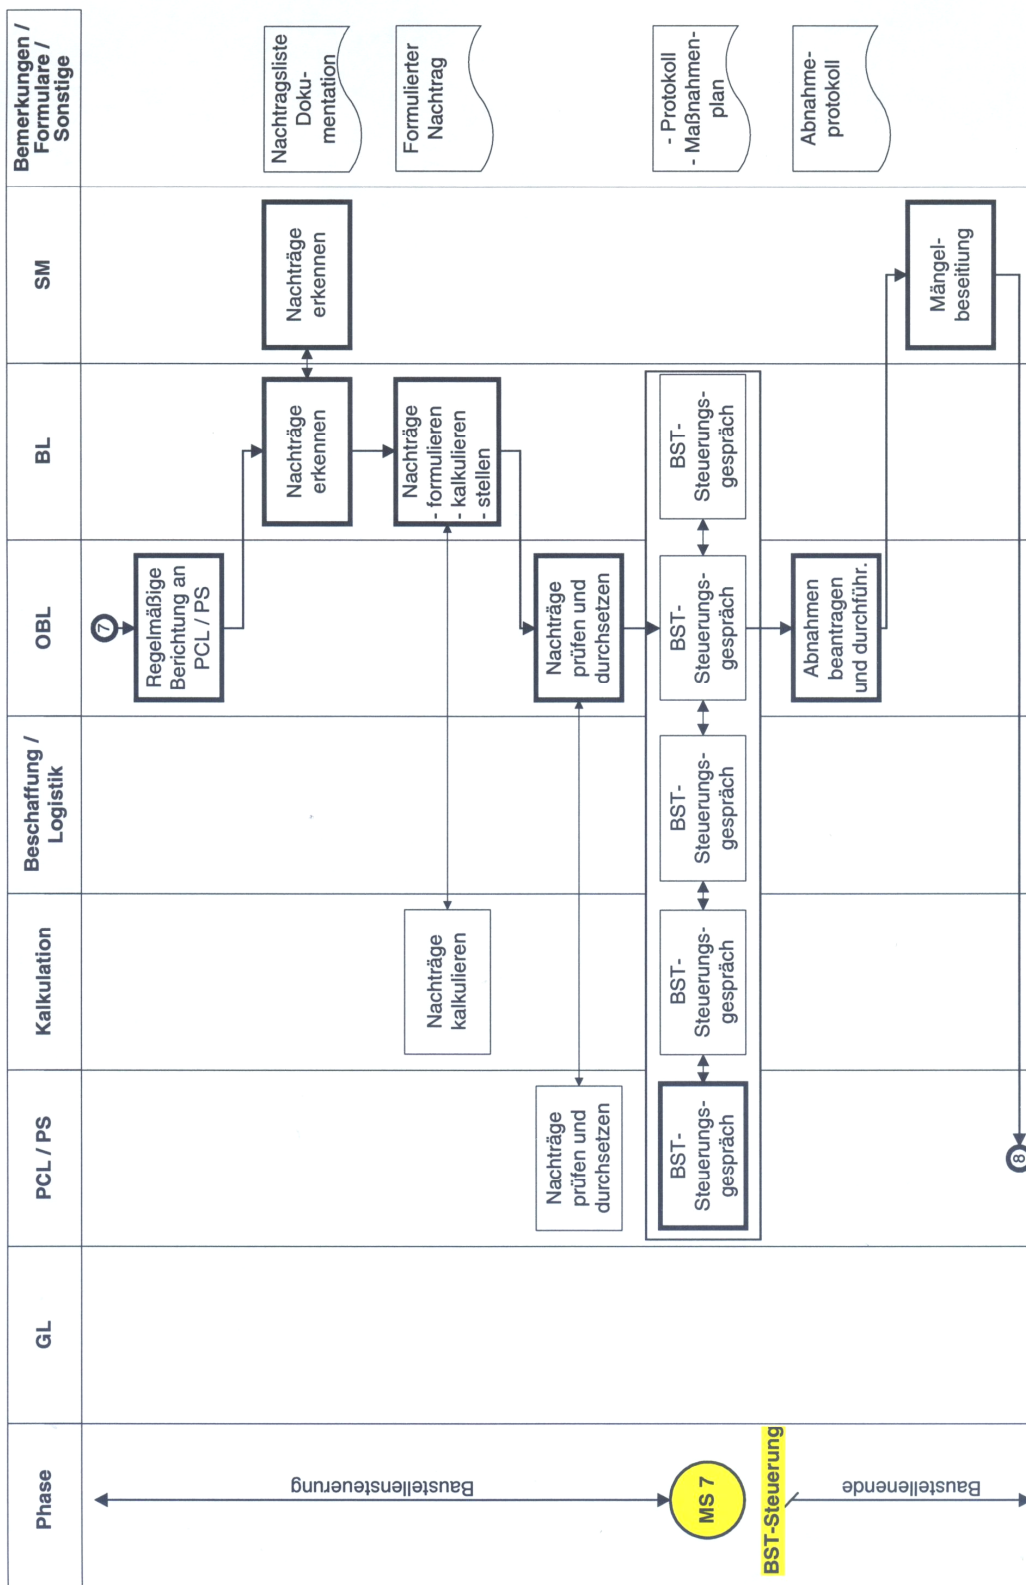 Phase
GL
PCL / PS
Kalkulation
Beschaffung /
Logistik
OBL
BL
SM
Bemerkungen /
Formulare /
Sonstige
7
Regelmäßige
Berichtung an
PCL / PS
Nachträge
erkennen
Nachträge
erkennen
Nachtragsliste
Doku-
mentation
Baustellensteuerung
Nachträge
kalkulieren
Nachträge
- formulieren
- kalkulieren
- stellen
Formulierter
Nachtrag
Nachträge
prüfen und
durchsetzen
Nachträge
prüfen und
durchsetzen
MS 7
BST-
Steuerungs-
gespräch
BST-
Steuerungs-
gespräch
BST-
Steuerungs-
gespräch
BST-
Steuerungs-
gespräch
BST-
Steuerungs-
gespräch
- Protokoll
- Maßnahmen-
plan
BST-Steuerung
Abnahmen
beantragen
und durchführ.
Abnahme-
protokoll
Baustellenende
Mängel-
beseitiung
8